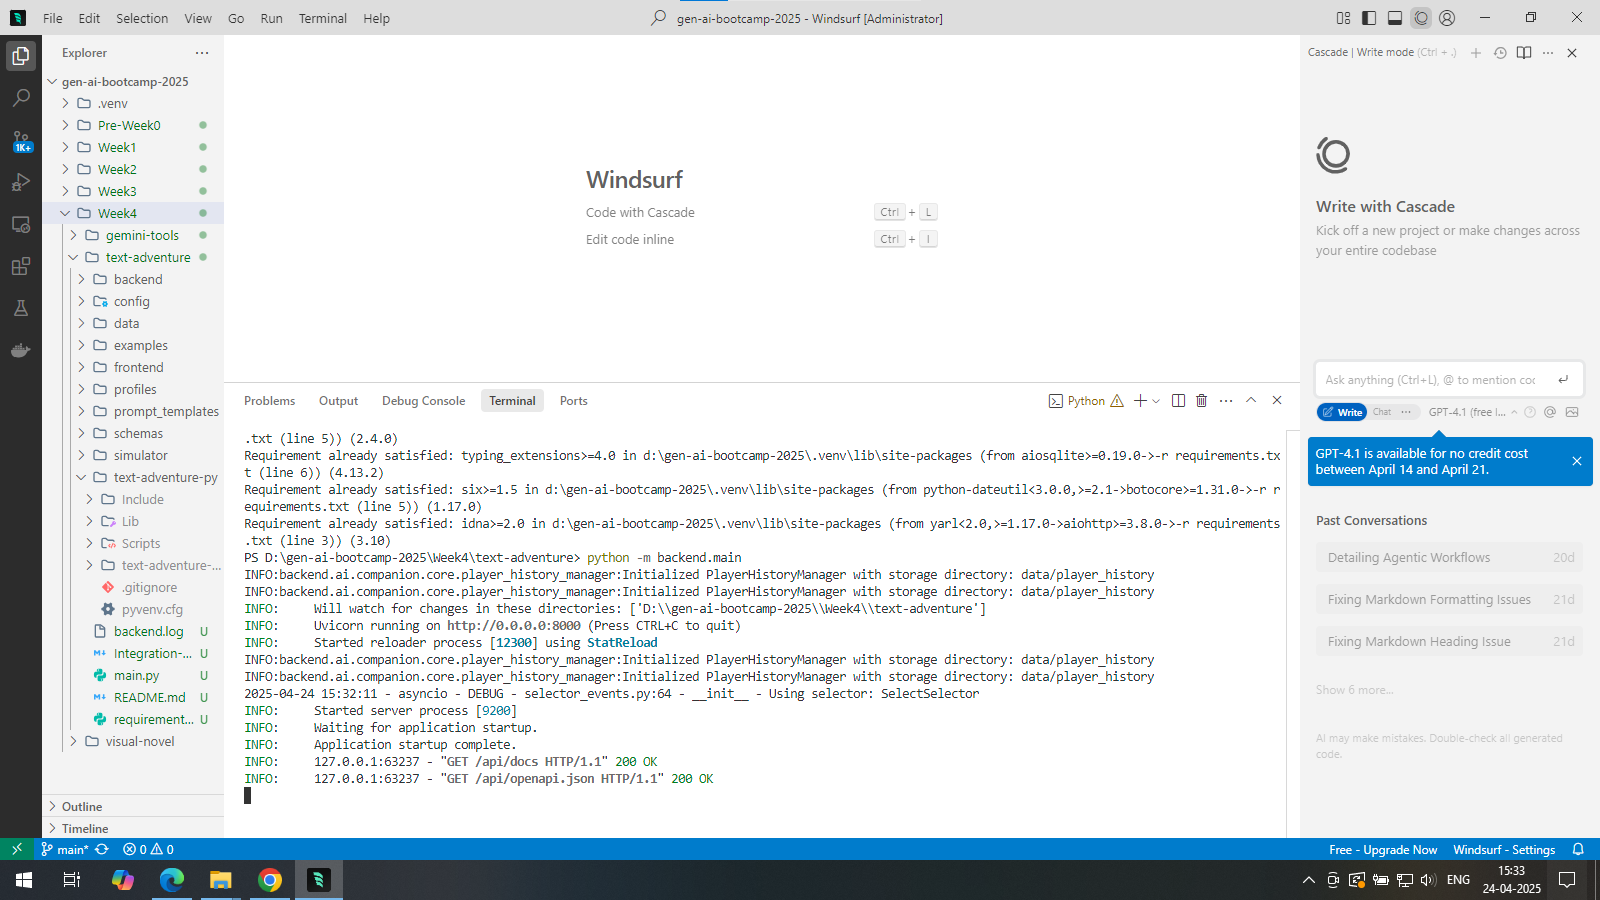 File Edit Selection View Go Run Terminal Help
gen-ai-bootcamp-2025 - Windsurf [Administrator]
Explorer
gen-ai-bootcamp-2025
.venv
Pre-Week0
Week1
Week2
Week3
Week4
gemini-tools
text-adventure
backend
config
data
examples
frontend
profiles
prompt_templates
schemas
simulator
text-adventure-py
Include
Lib
Scripts
text-adventure-...
.gitignore
pyvenv.cfg
backend.log U
Integration-... U
main.py U
README.md U
requirement... U
visual-novel
Outline
Timeline
1K+
Windsurf
Code with Cascade Ctrl + L
Edit code inline Ctrl + I
Problems Output Debug Console Terminal Ports
Python
.txt (line 5)) (2.4.0)
Requirement already satisfied: typing_extensions>=4.0 in d:\gen-ai-bootcamp-2025\.venv\lib\site-packages (from aiosqlite>=0.19.0->-r requirements.tx
t (line 6)) (4.13.2)
Requirement already satisfied: six>=1.5 in d:\gen-ai-bootcamp-2025\.venv\lib\site-packages (from python-dateutil<3.0.0,>=2.1->botocore>=1.31.0->-r r
equirements.txt (line 5)) (1.17.0)
Requirement already satisfied: idna>=2.0 in d:\gen-ai-bootcamp-2025\.venv\lib\site-packages (from yarl<2.0,>=1.17.0->aiohttp>=3.8.0->-r requirements
.txt (line 3)) (3.10)
PS D:\gen-ai-bootcamp-2025\Week4\text-adventure> python -m backend.main
INFO:backend.ai.companion.core.player_history_manager:Initialized PlayerHistoryManager with storage directory: data/player_history
INFO:backend.ai.companion.core.player_history_manager:Initialized PlayerHistoryManager with storage directory: data/player_history
INFO: Will watch for changes in these directories: ['D:\\gen-ai-bootcamp-2025\\Week4\\text-adventure']
INFO: Uvicorn running on http://0.0.0.0:8000 (Press CTRL+C to quit)
INFO: Started reloader process [12300] using StatReload
INFO:backend.ai.companion.core.player_history_manager:Initialized PlayerHistoryManager with storage directory: data/player_history
INFO:backend.ai.companion.core.player_history_manager:Initialized PlayerHistoryManager with storage directory: data/player_history
2025-04-24 15:32:11 - asyncio - DEBUG - selector_events.py:64 - __init__ - Using selector: SelectSelector
INFO: Started server process [9200]
INFO: Waiting for application startup.
INFO: Application startup complete.
INFO: 127.0.0.1:63237 - "GET /api/docs HTTP/1.1" 200 OK
INFO: 127.0.0.1:63237 - "GET /api/openapi.json HTTP/1.1" 200 OK
Cascade | Write mode (Ctrl + .)
Write with Cascade
Kick off a new project or make changes across
your entire codebase
Ask anything (Ctrl+L), @ to mention coc
Write Chat GPT-4.1 (free l...
GPT-4.1 is available for no credit cost
between April 14 and April 21.
Past Conversations
Detailing Agentic Workflows 20d
Fixing Markdown Formatting Issues 21d
Fixing Markdown Heading Issue 21d
Show 6 more...
AI may make mistakes. Double-check all generated
code.
main* 0 0
Free - Upgrade Now Windsurf - Settings
ENG
15:33
24-04-2025